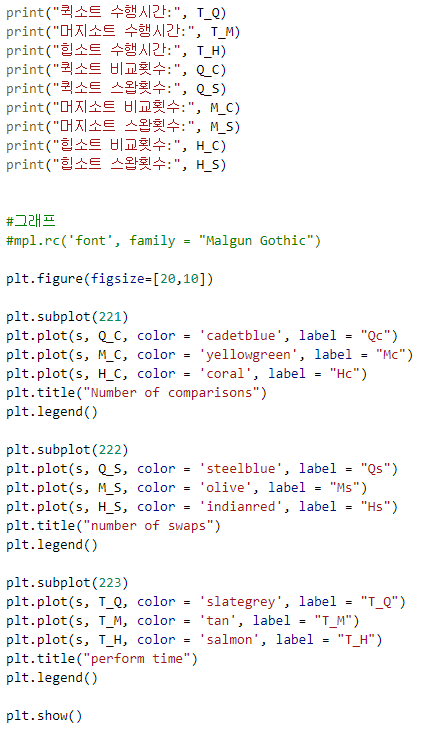 print("퀵소트 수행시간:", T_Q)
print("머지소트 수행시간:", T_M)
print("힙소트 수행시간:", T_H)
print("퀵소트 비교횟수:", Q_C)
print("퀵소트 스왑횟수:", Q_S)
print("머지소트 비교횟수:", M_C)
print("머지소트 스왑횟수:", M_S)
print("힙소트 비교횟수:", H_C)
print("힙소트 스왑횟수:", H_S)
#그래프
#mpl.rc('font', family = "Malgun Gothic")
plt.figure(figsize=[20,10])
plt.subplot(221)
plt.plot(s, Q_C, color = 'cadetblue', label = "Qc")
plt.plot(s, M_C, color = 'yellowgreen', label = "Mc")
plt.plot(s, H_C, color = 'coral', label = "Hc")
plt.title("Number of comparisons")
plt.legend()
plt.subplot(222)
plt.plot(s, Q_S, color = 'steelblue', label = "Qs")
plt.plot(s, M_S, color = 'olive', label = "Ms")
plt.plot(s, H_S, color = 'indianred', label = "Hs")
plt.title("number of swaps")
plt.legend()
plt.subplot(223)
plt.plot(s, T_Q, color = 'slategrey', label = "T_Q")
plt.plot(s, T_M, color = 'tan', label = "T_M")
plt.plot(s, T_H, color = 'salmon', label = "T_H")
plt.title("perform time")
plt.legend()
plt.show()